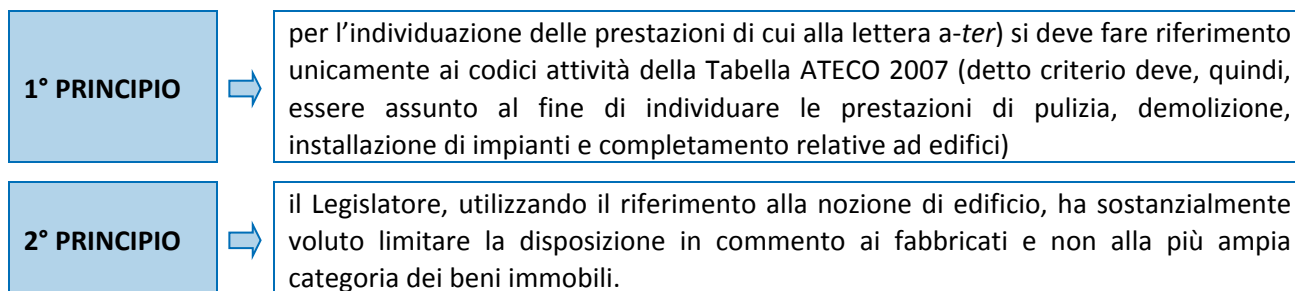 1° PRINCIPIO
per l’individuazione delle prestazioni di cui alla lettera a-ter) si deve fare riferimento
unicamente ai codici attività della Tabella ATECO 2007 (detto criterio deve, quindi,
essere assunto al fine di individuare le prestazioni di pulizia, demolizione,
installazione di impianti e completamento relative ad edifici)
2° PRINCIPIO
il Legislatore, utilizzando il riferimento alla nozione di edificio, ha sostanzialmente
voluto limitare la disposizione in commento ai fabbricati e non alla più ampia
categoria dei beni immobili.